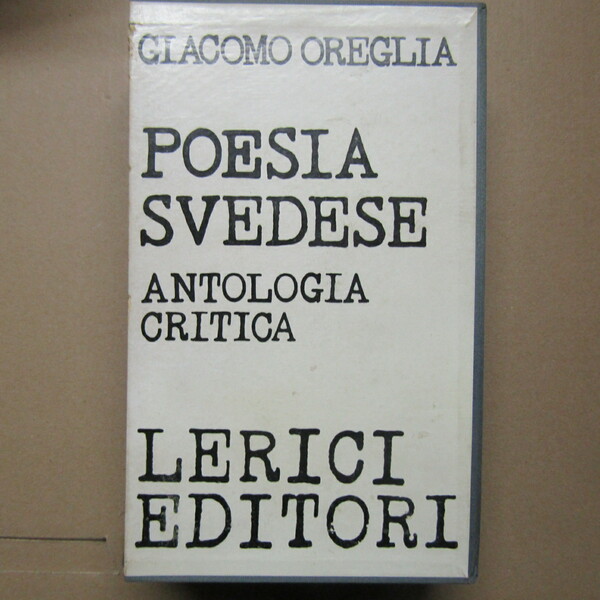 GIACOMO OREGLIA
POESIA
SVEDESE
ANTOLOGIA
CRITICA
LERICI
EDITORI